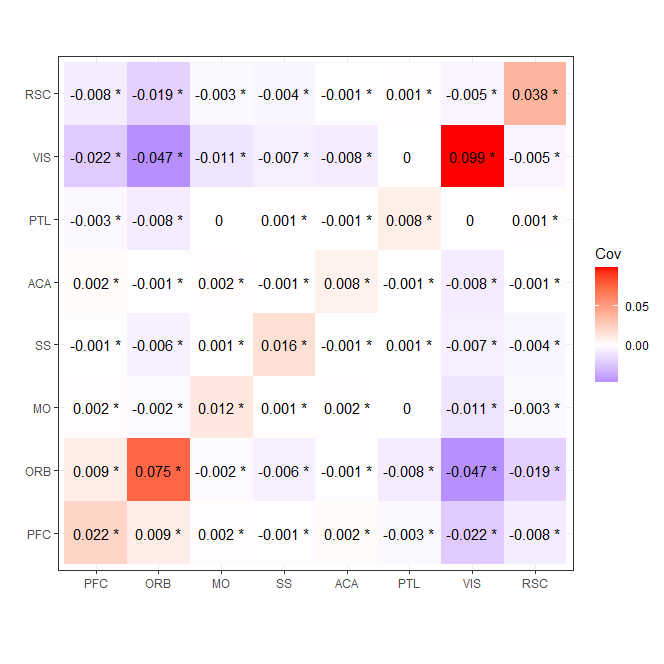 RSC -0.008 * -0.019 * -0.003 * -0.004 * -0.001 * 0.001 * -0.005 * 0.038 *
VIS -0.022 * -0.047 * -0.011 * -0.007 * -0.008 * 0 0.099 * -0.005 *
PTL -0.003 * -0.008 * 0 0.001 * -0.001 * 0.008 * 0 0.001 *
ACA 0.002 * -0.001 * 0.002 * -0.001 * 0.008 * -0.001 * -0.008 * -0.001 *
SS -0.001 * -0.006 * 0.001 * 0.016 * -0.001 * 0.001 * -0.007 * -0.004 *
MO 0.002 * -0.002 * 0.012 * 0.001 * 0.002 * 0 -0.011 * -0.003 *
ORB 0.009 * 0.075 * -0.002 * -0.006 * -0.001 * -0.008 * -0.047 * -0.019 *
PFC 0.022 * 0.009 * 0.002 * -0.001 * 0.002 * -0.003 * -0.022 * -0.008 *
PFC ORB MO SS ACA PTL VIS RSC
Cov
0.05
0.00